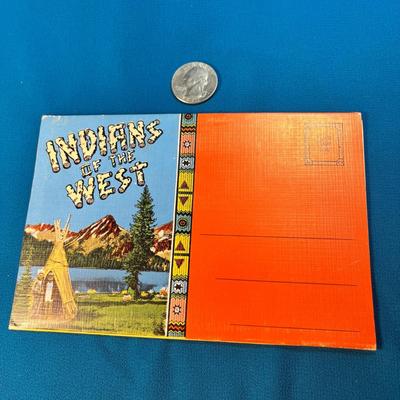 INDIANS
OF THE
WEST